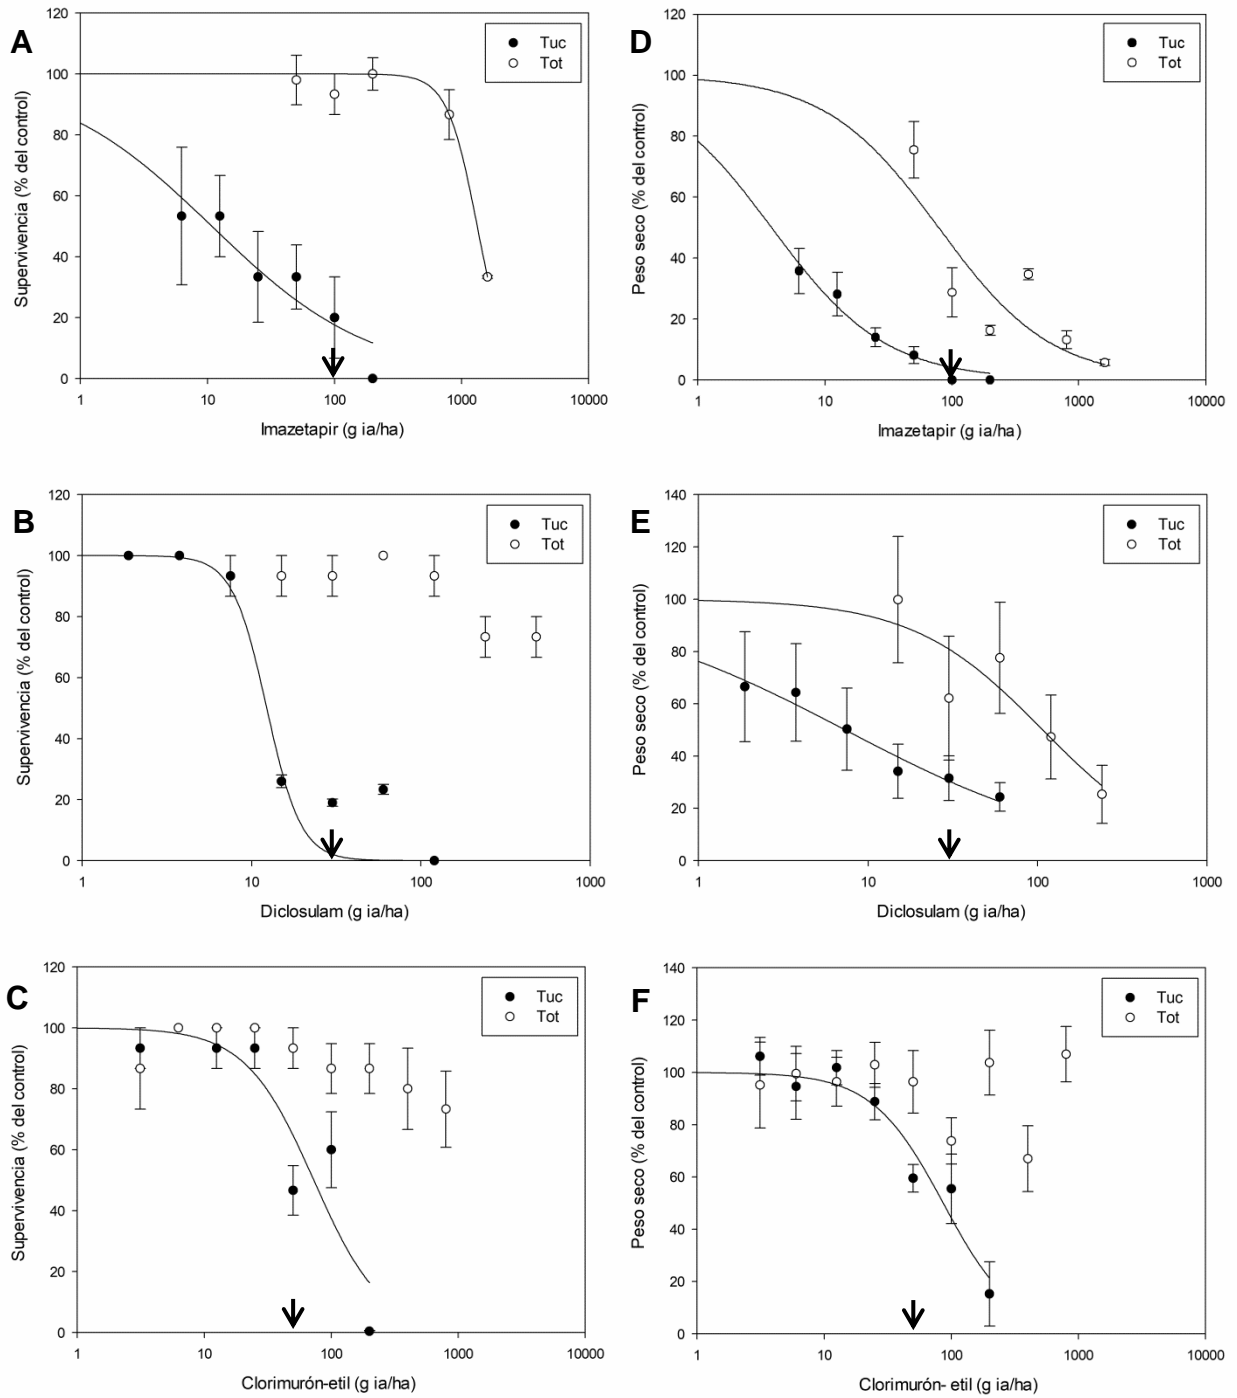 A
120
100
80
60
40
20
0
Supervivencia (% del control)
Tuc
Tot
1 10 100 1000 10000
Imazetapir (g ia/ha)
D
120
100
80
60
40
20
0
Peso seco (% del control)
Tuc
Tot
1 10 100 1000 10000
Imazetapir (g ia/ha)
B
120
100
80
60
40
20
0
Supervivencia (% del control)
Tuc
Tot
1 10 100 1000
Diclosulam (g ia/ha)
E
140
120
100
80
60
40
20
0
Peso seco (% del control)
Tuc
Tot
1 10 100 1000
Diclosulam (g ia/ha)
C
120
100
80
60
40
20
0
Supervivencia (% del control)
Tuc
Tot
1 10 100 1000 10000
Clorimurón-etil (g ia/ha)
F
140
120
100
80
60
40
20
0
Peso seco (% del control)
Tuc
Tot
1 10 100 1000 10000
Clorimurón- etil (g ia/ha)